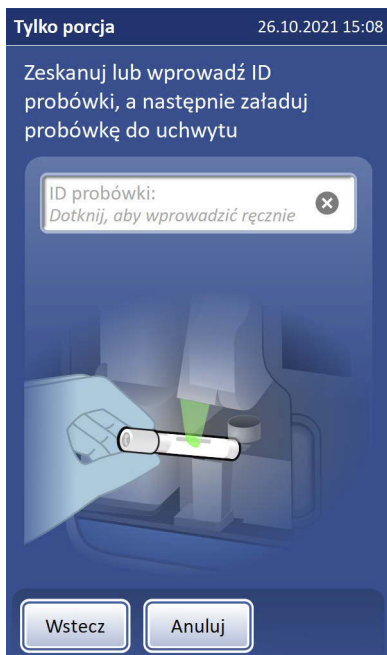 Tylko porcja 26.10.2021 15:08
Zeskanuj lub wprowadź ID
probówki, a następnie załaduj
probówkę do uchwytu
ID probówki:
Dotknij, aby wprowadzić ręcznie
Wstecz Anuluj